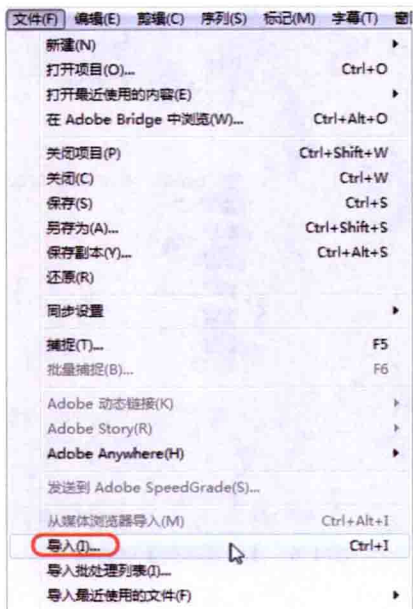 文件(F) 编辑(E) 剪辑(C) 序列(S) 标记(M) 字幕(T) 窗
新建(N)
打开项目(O)... Ctrl+O
打开最近使用的内容(E)
在 Adobe Bridge 中浏览(W)... Ctrl+Alt+O
关闭项目(P) Ctrl+Shift+W
关闭(C) Ctrl+W
保存(S) Ctrl+S
另存为(A)... Ctrl+Shift+S
保存副本(Y)... Ctrl+Alt+S
还原(R)
同步设置
捕捉(T)... F5
批量捕捉(B)... F6
Adobe 动态链接(K)
Adobe Story(R)
Adobe Anywhere(H)
发送到 Adobe SpeedGrade(S)...
从媒体浏览器导入(M) Ctrl+Alt+I
导入(I)... Ctrl+I
导入批处理列表(I)...
导入最近使用的文件(F)